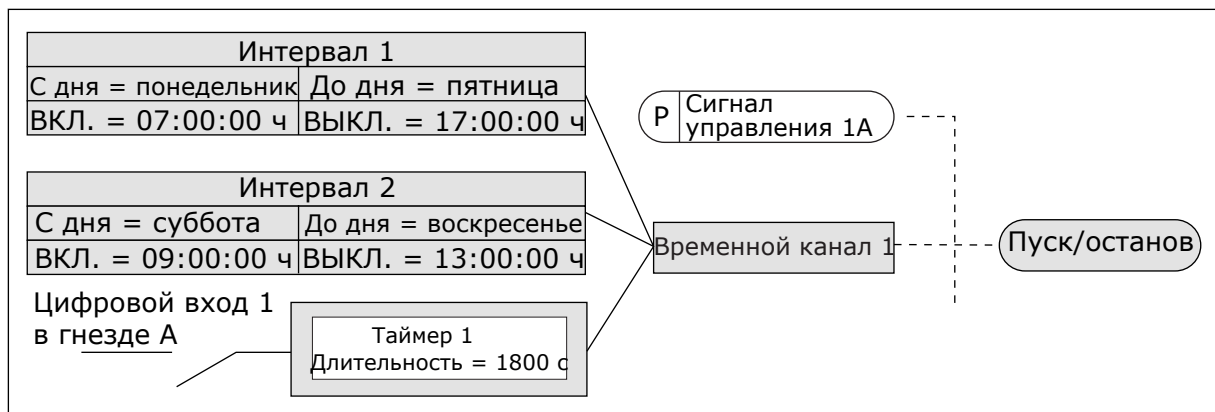 Интервал 1
С дня = понедельник До дня = пятница
ВКЛ. = 07:00:00 ч ВЫКЛ. = 17:00:00 ч
P Сигнал
управления 1A
Интервал 2
С дня = суббота До дня = воскресенье
ВКЛ. = 09:00:00 ч ВЫКЛ. = 13:00:00 ч
Временной канал 1
Пуск/останов
Цифровой вход 1
в гнезде A
Таймер 1
Длительность = 1800 с